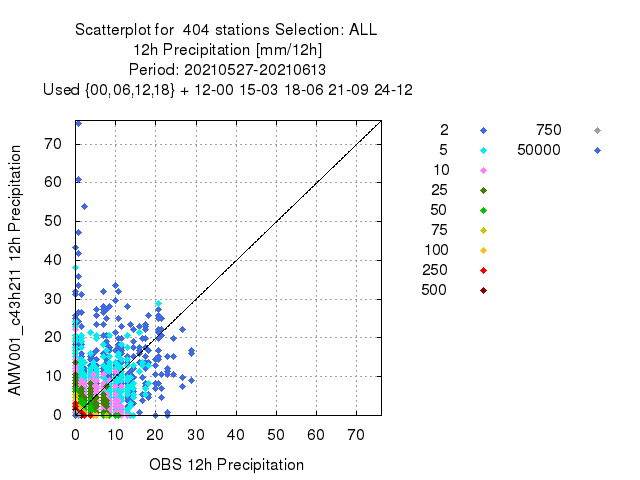 Scatterplot for 404 stations Selection: ALL
12h Precipitation [mm/12h]
Period: 20210527-20210613
Used {00,06,12,18} + 12-00 15-03 18-06 21-09 24-12
AMV001_c43h211 12h Precipitation
70
60
50
40
30
20
10
0
0 10 20 30 40 50 60 70
OBS 12h Precipitation
2
5
10
25
50
75
100
250
500
750
50000